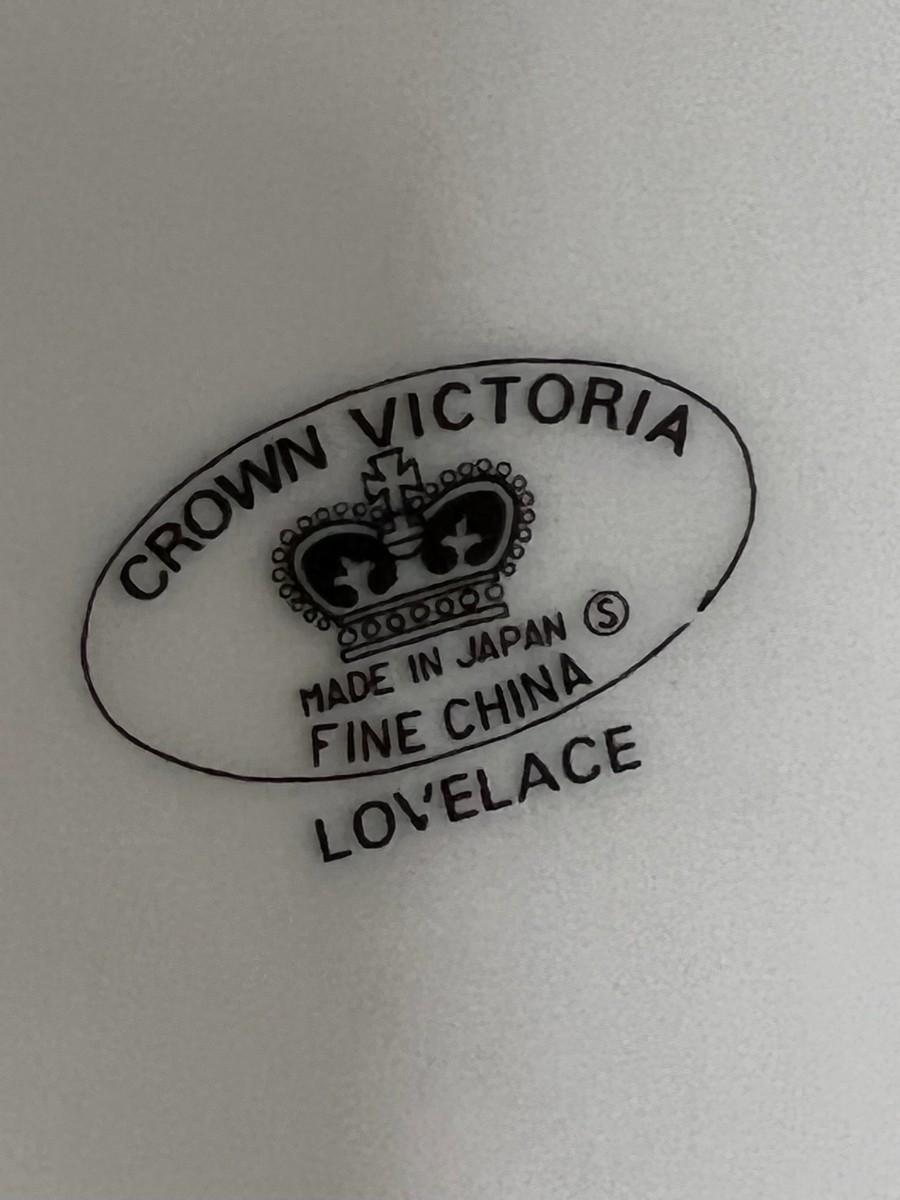 CROWN VICTORIA
MADE IN JAPAN Ⓢ
FINE CHINA
LOVELACE